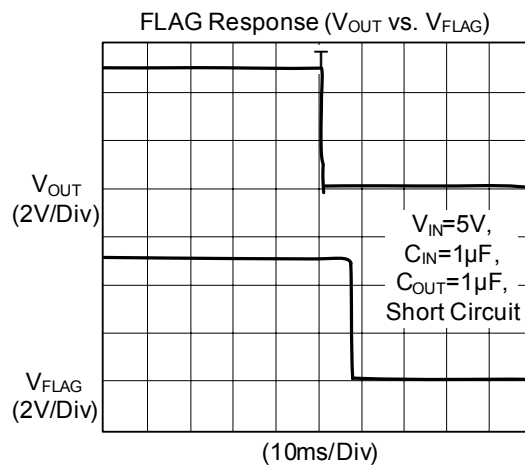 FLAG Response (VOUT vs. VFLAG)
VOUT
(2V/Div)
VIN=5V,
CIN=1µF,
COUT=1µF,
Short Circuit
VFLAG
(2V/Div)
(10ms/Div)